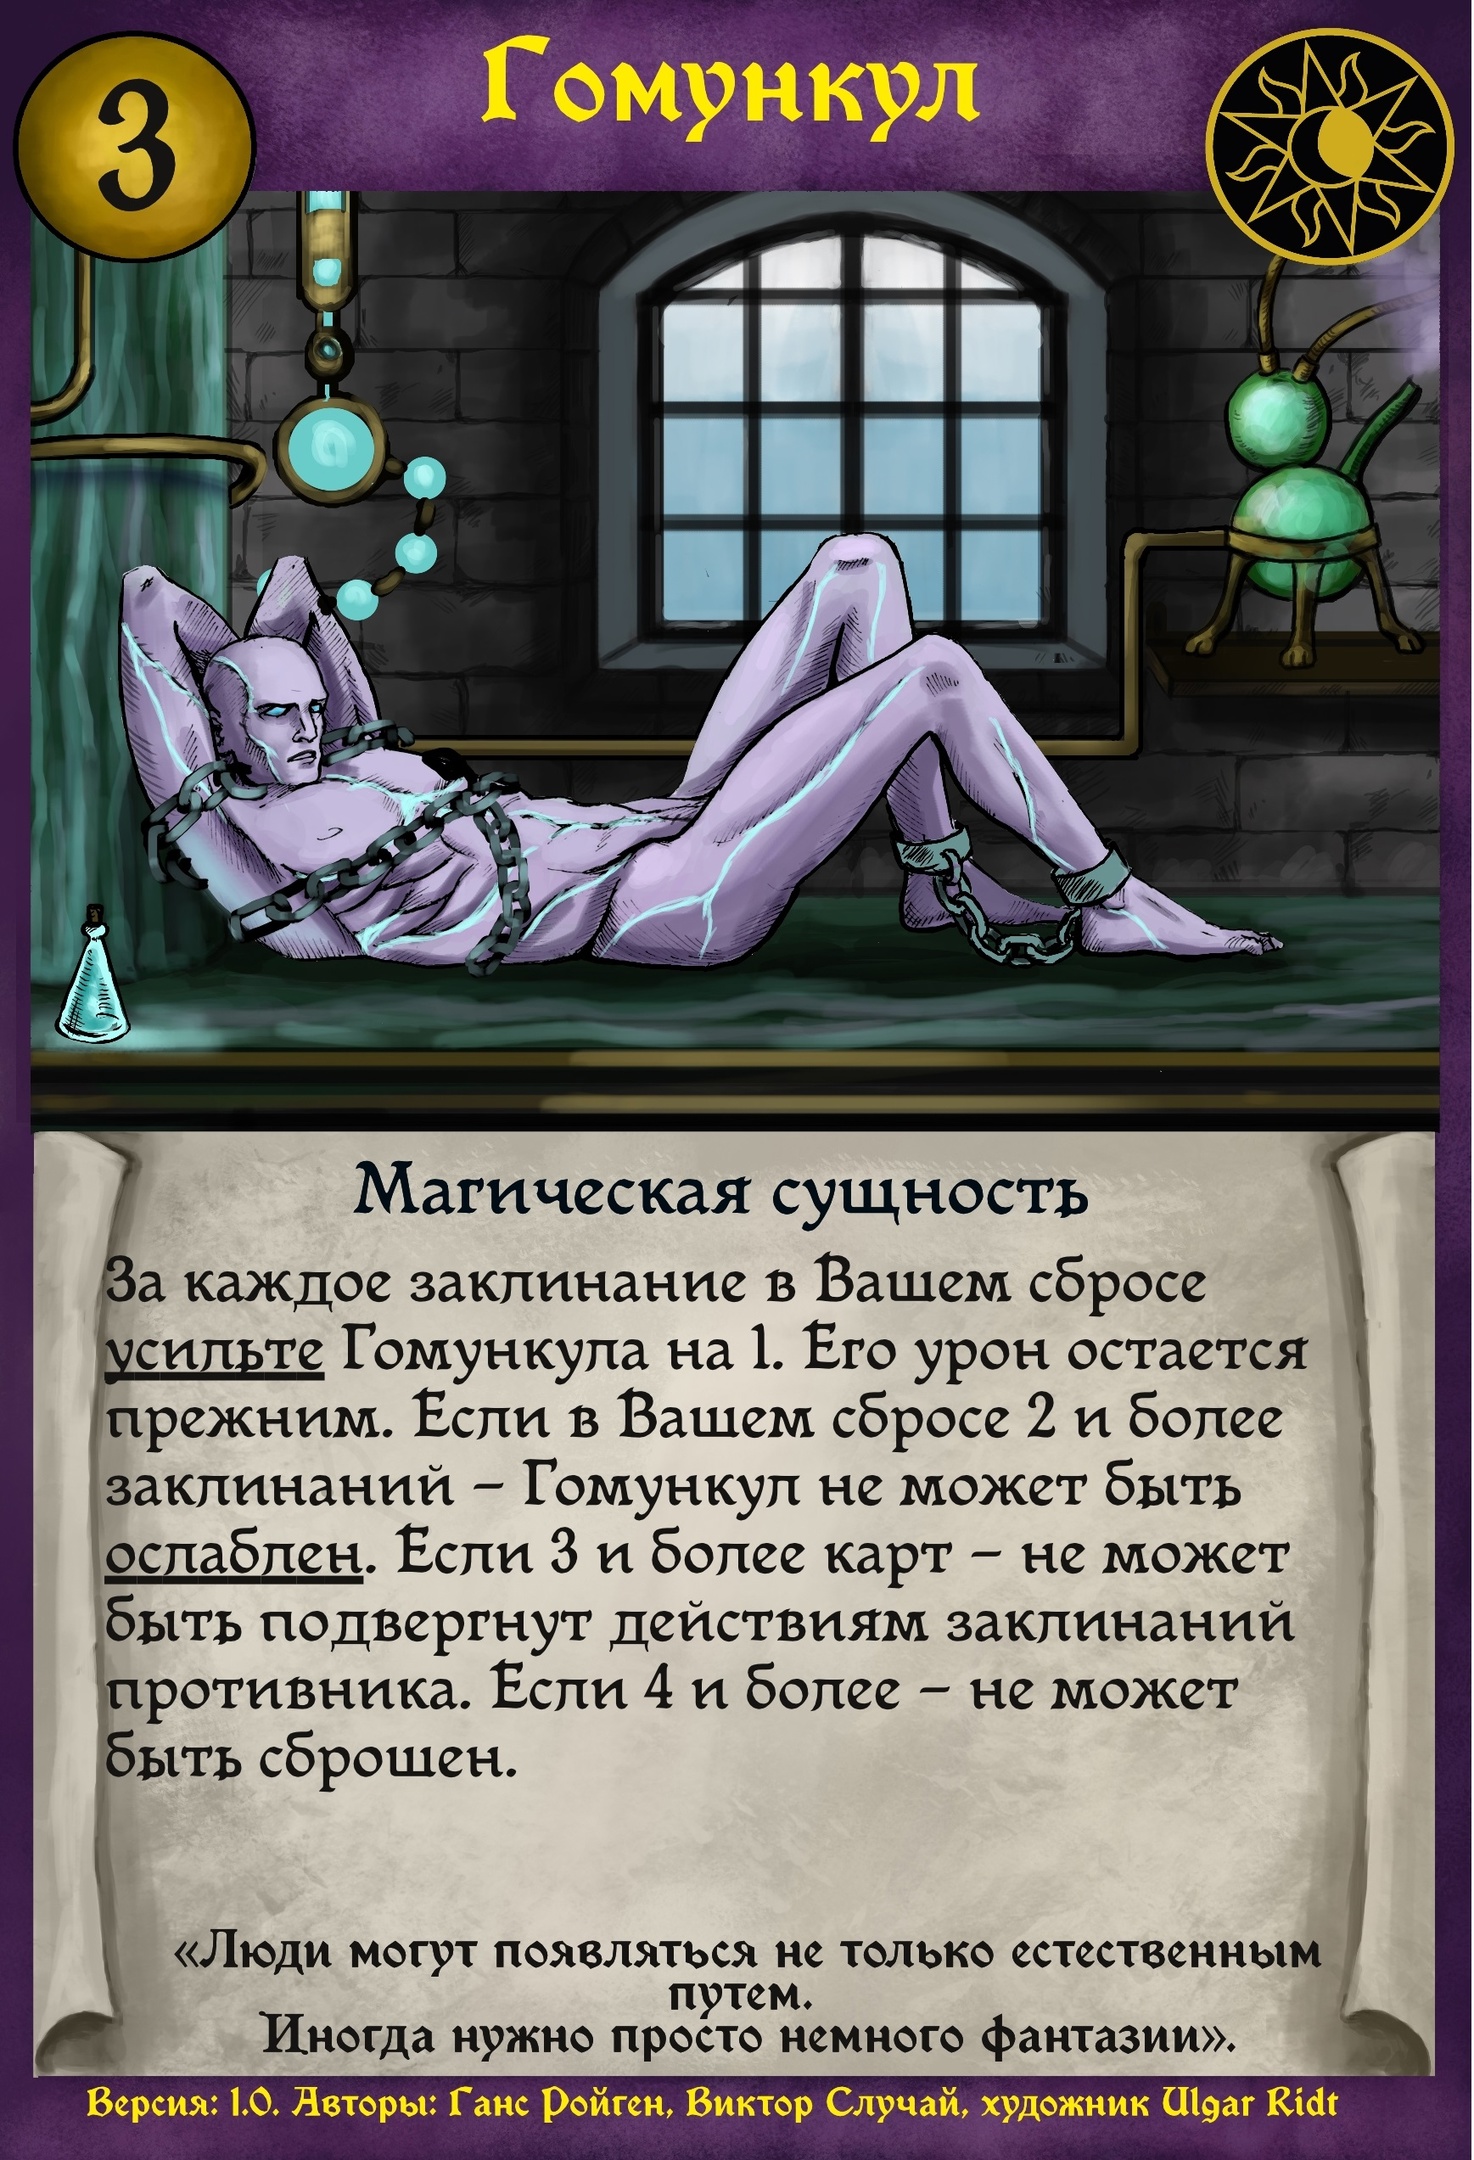 3
Гомункул
Магическая сущность
За каждое заклинание в Вашем сбросе
усильте Гомункула на 1. Его урон остается
прежним. Если в Вашем сбросе 2 и более
заклинаний – Гомункул не может быть
ослаблен. Если 3 и более карт – не может
быть подвергнут действиям заклинаний
противника. Если 4 и более – не может
быть сброшен.
«Люди могут появляться не только естественным
путем.
Иногда нужно просто немного фантазии».
Версия: 1.0. Авторы: Ганс Ройген, Виктор Случай, художник Ulgar Ridt